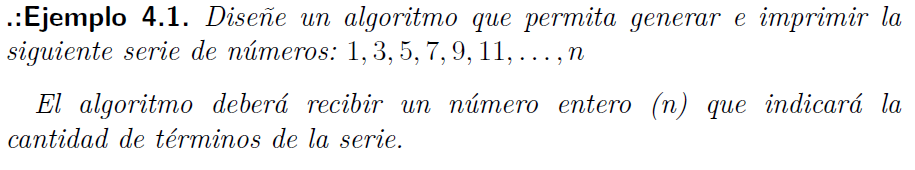 .:Ejemplo 4.1. Diseñe un algoritmo que permita generar e imprimir la
siguiente serie de números: 1, 3, 5, 7, 9, 11, . . . , n
El algoritmo deberá recibir un número entero (n) que indicará la
cantidad de términos de la serie.